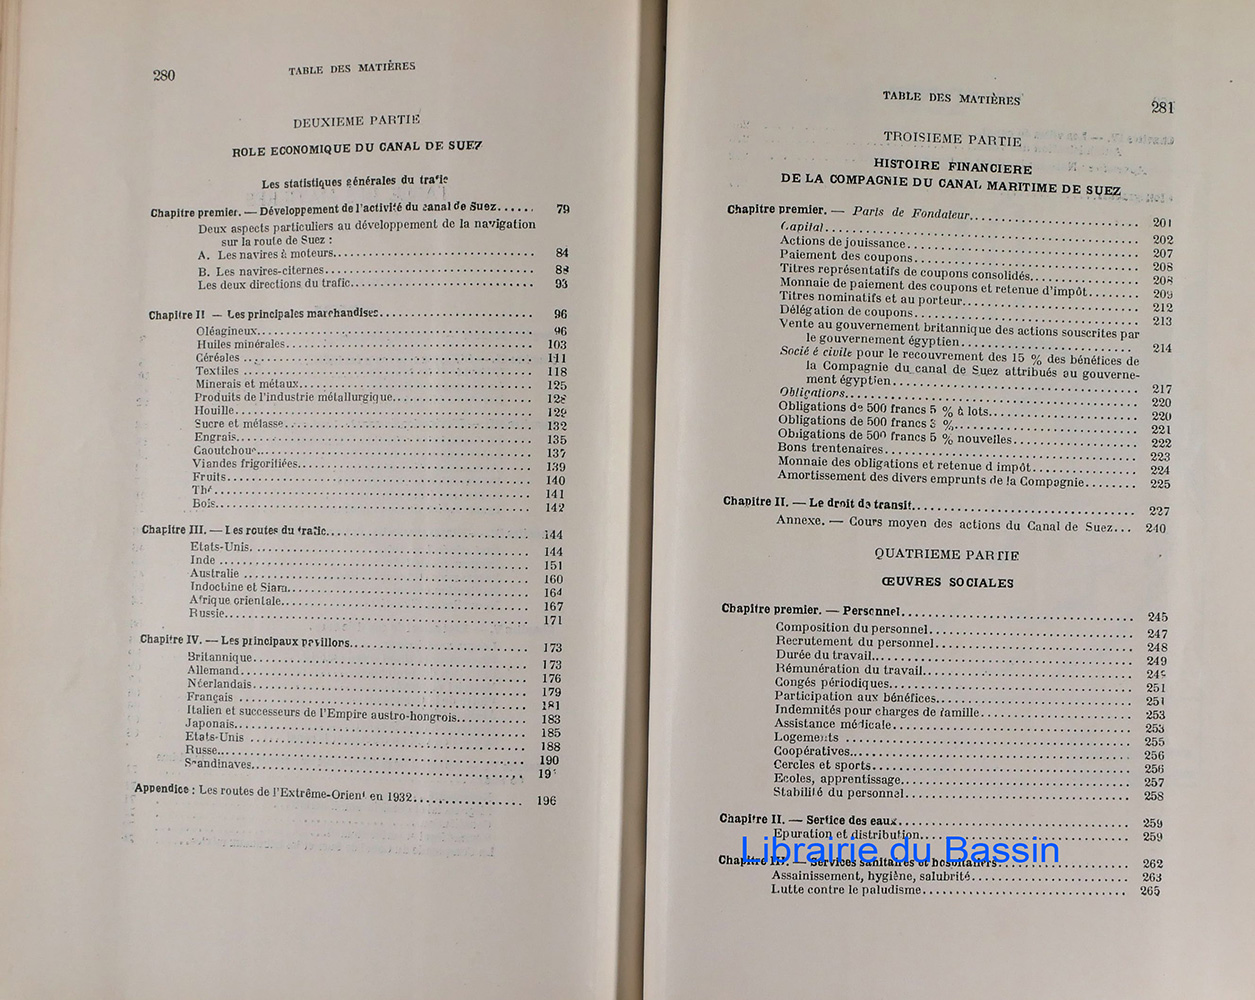 280
TABLE DES MATIÈRES
DEUXIEME PARTIE
ROLE ECONOMIQUE DU CANAL DE SUEZ
Les statistiques générales du trafic
Chapitre premier. — Développement de l'activité du canal de Suez...... 79
Deux aspects particuliers au développement de la navigation
sur la route de Suez :
A. Les navires à moteurs.............................. 84
B. Les navires-citernes................................ 88
Les deux directions du trafic........................... 93
Chapitre II — Les principales marchandises........................ 96
Oléagineux........................................ 96
Huiles minérales.................................... 103
Céréales .......................................... 111
Textiles .......................................... 118
Minerais et métaux.................................. 125
Produits de l'industrie métallurgique..................... 128
Houille........................................... 129
Sucre et mélasse.................................... 132
Engrais........................................... 135
Caoutchouc........................................ 137
Viandes frigorifiées.................................. 139
Fruits............................................ 140
Thé.............................................. 141
Bois.............................................. 142
Chapitre III. — Les routes du trafic.............................. 144
Etats-Unis......................................... 144
Inde ............................................. 151
Australie .......................................... 160
Indochine et Siam................................... 164
Afrique orientale.................................... 167
Russie............................................ 171
Chapitre IV. — Les principaux pavillons........................... 173
Britannique........................................ 173
Allemand.......................................... 176
Néerlandais........................................ 179
Français .......................................... 181
Italien et successeurs de l'Empire austro-hongrois........... 183
Japonais........................................... 185
Etats-Unis ......................................... 188
Russe............................................. 190
Scandinaves........................................
Appendice : Les routes de l'Extrême-Orient en 1932................. 196
TABLE DES MATIÈRES
281
TROISIEME PARTIE
HISTOIRE FINANCIERE
DE LA COMPAGNIE DU CANAL MARITIME DE SUEZ
Chapitre premier. — Parts de Fondateur.......................... 201
Capital............................................ 202
Actions de jouissance................................ 207
Paiement des coupons................................ 208
Titres représentatifs de coupons consolidés............... 208
Monnaie de paiement des coupons et retenue d'impôt........ 209
Titres nominatifs et au porteur.......................... 212
Délégation de coupons................................ 213
Vente au gouvernement britannique des actions souscrites par
le gouvernement égyptien......................... 214
Société civile pour le recouvrement des 15 % des bénéfices de
la Compagnie du canal de Suez attribués au gouverne-
ment égyptien................................... 217
Obligations......................................... 220
Obligations de 500 francs 5 % à lots...................... 220
Obligations de 500 francs 3 %........................... 221
Obligations de 500 francs 5 % nouvelles................... 222
Bons trentenaires.................................... 223
Monnaie des obligations et retenue d'impôt................ 224
Amortissement des divers emprunts de la Compagnie........ 225
Chapitre II. — Le droit de transit................................ 227
Annexe. — Cours moyen des actions du Canal de Suez... 240
QUATRIEME PARTIE
ŒUVRES SOCIALES
Chapitre premier. — Personnel.................................. 245
Composition du personnel.............................. 247
Recrutement du personnel............................. 248
Durée du travail..................................... 249
Rémunération du travail............................... 249
Congés périodiques................................... 251
Participation aux bénéfices............................ 251
Indemnités pour charges de famille...................... 253
Assistance médicale.................................. 253
Logements ......................................... 255
Coopératives........................................ 256
Cercles et sports..................................... 256
Ecoles, apprentissage................................. 257
Stabilité du personnel................................. 258
Chapitre II. — Sertice des eaux.................................. 259
Epuration et distribution............................... 259
Librairie du Bassin
Chapitre III. — Services sanitaires et hospitaliers................... 262
Assainissement, hygiène, salubrité....................... 263
Lutte contre le paludisme.............................. 265